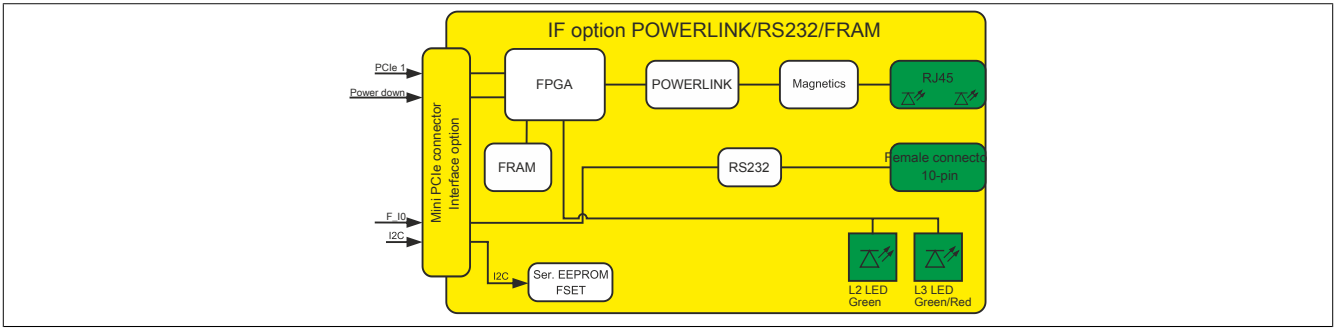 IF option POWERLINK/RS232/FRAM
PCIe 1
Power down
Mini PCIe connector
Interface option
FPGA
POWERLINK
Magnetics
RJ45
FRAM
RS232
Female connecto
10-pin
F_I0
I2C
I2C
Ser. EEPROM
FSET
L2 LED
Green
L3 LED
Green/Red